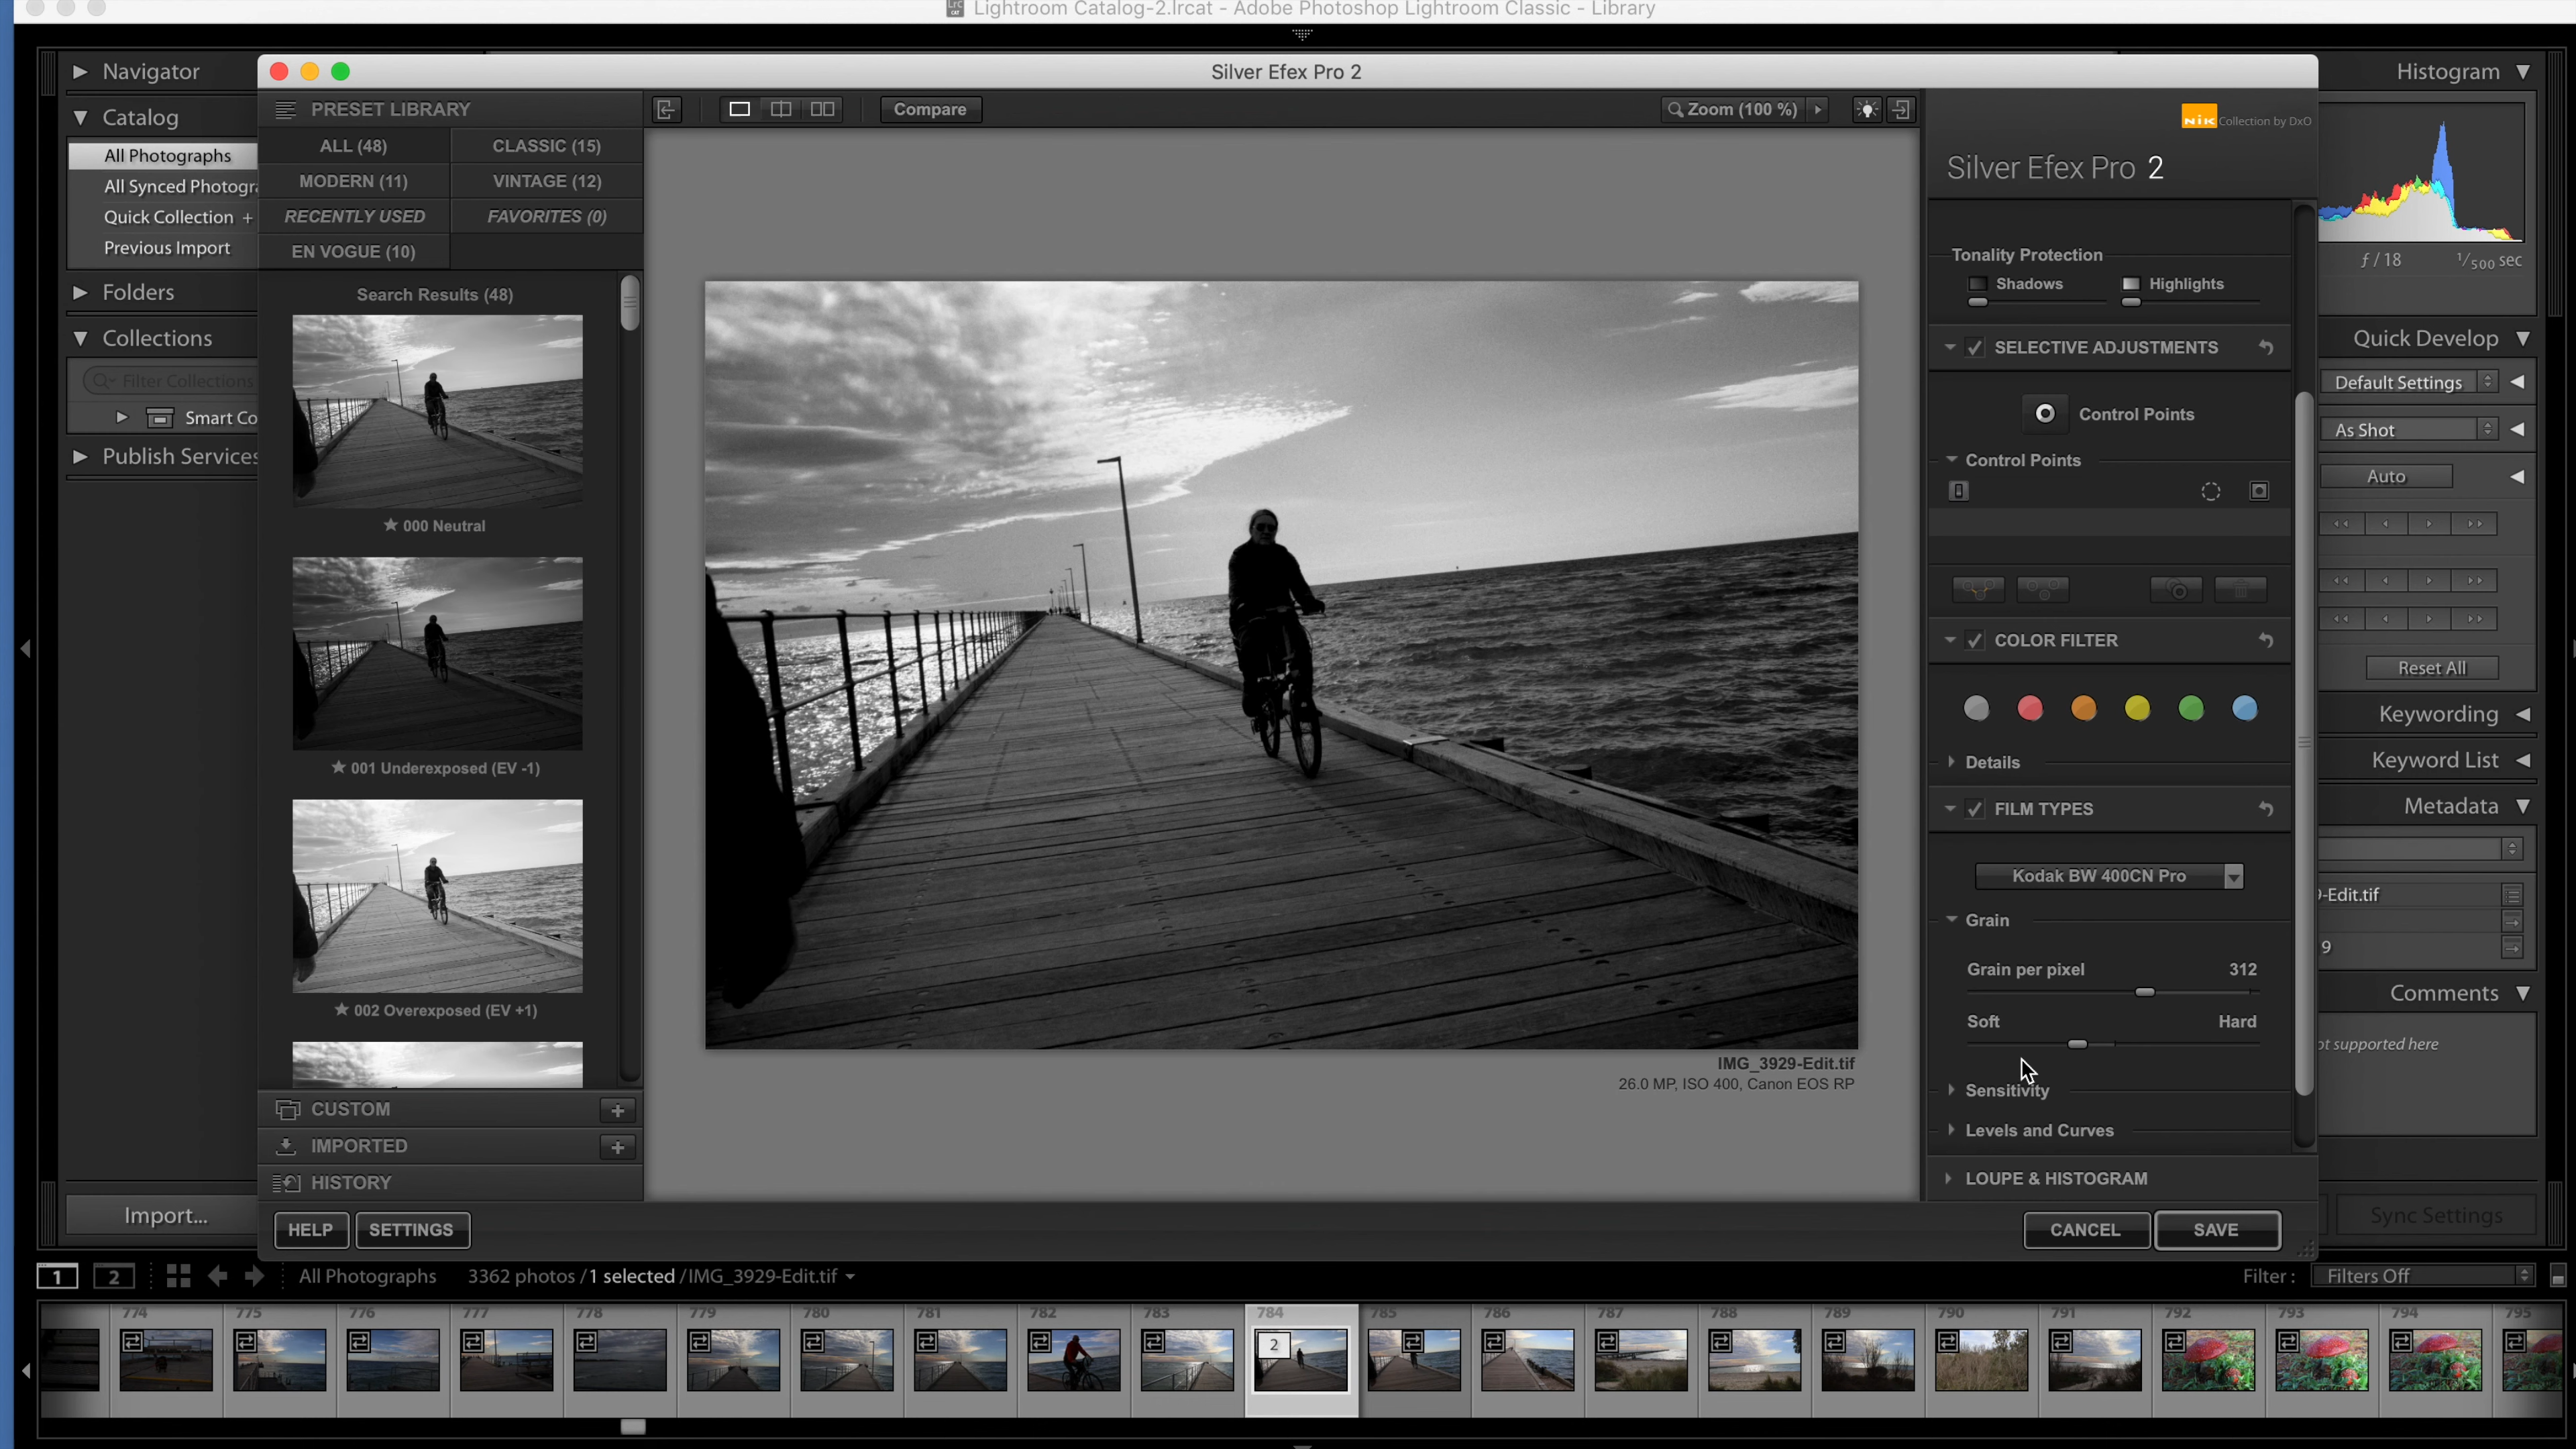 Lightroom Catalog-2.lrcat - Adobe Photoshop Lightroom Classic - Library
Navigator
Catalog
All Photographs
All Synced Photogra
Quick Collection +
Previous Import
Folders
Collections
Filter Collections
Smart Co
Publish Services
Import...
Silver Efex Pro 2
PRESET LIBRARY
ALL (48)
CLASSIC (15)
MODERN (11)
VINTAGE (12)
RECENTLY USED
FAVORITES (0)
EN VOGUE (10)
Search Results (48)
000 Neutral
001 Underexposed (EV -1)
002 Overexposed (EV +1)
CUSTOM
IMPORTED
HISTORY
HELP
SETTINGS
Compare
Zoom (100 %)
IMG_3929-Edit.tif
26.0 MP, ISO 400, Canon EOS RP
Nik Collection by DxO
Silver Efex Pro 2
Tonality Protection
Shadows
Highlights
SELECTIVE ADJUSTMENTS
Control Points
Control Points
COLOR FILTER
Details
FILM TYPES
Kodak BW 400CN Pro
Grain
Grain per pixel 312
Soft Hard
Sensitivity
Levels and Curves
LOUPE & HISTOGRAM
CANCEL
SAVE
Histogram
ƒ / 18 1/500 sec
Quick Develop
Default Settings
As Shot
Auto
Reset All
Keywording
Keyword List
Metadata
9-Edit.tif
9
Comments
ot supported here
Sync Settings
1 2 All Photographs 3362 photos / 1 selected / IMG_3929-Edit.tif
Filter : Filters Off
774 775 776 777 778 779 780 781 782 783 784 785 786 787 788 789 790 791 792 793 794 795
2